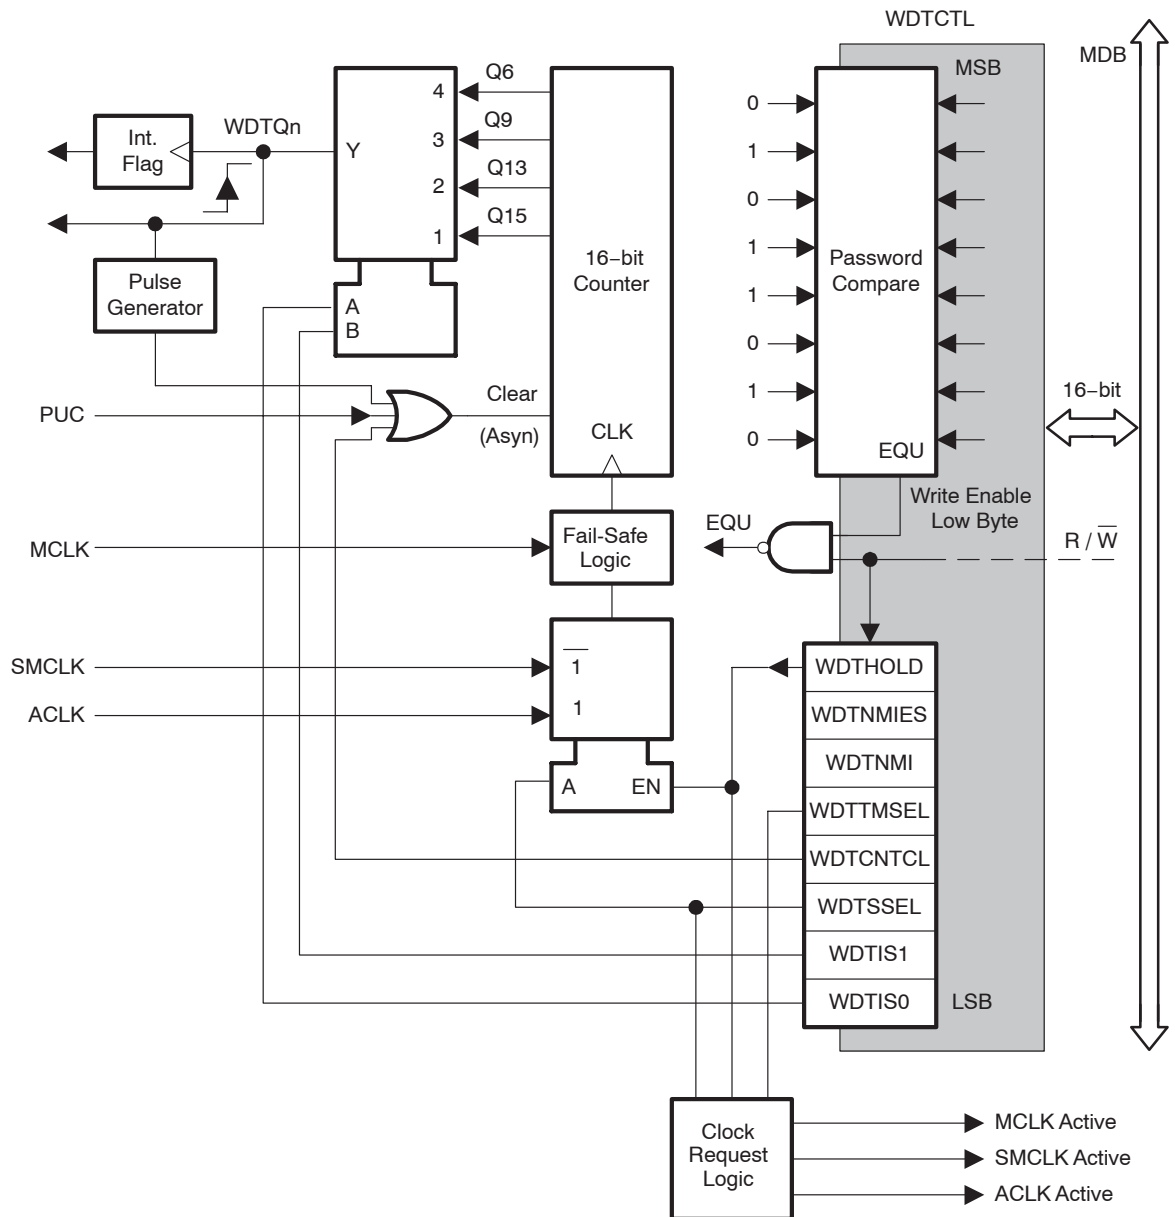 WDTCTL
MDB
MSB
Q6
4
Q9
3
Q13
2
Q15
1
Y
WDTQn
Int.
Flag
Pulse
Generator
A
B
16−bit
Counter
CLK
PUC
Clear
(Asyn)
0
1
0
1
1
0
1
0
Password
Compare
EQU
16−bit
Write Enable
Low Byte
EQU
R / W
MCLK
Fail-Safe
Logic
SMCLK
1
ACLK
1
A
EN
WDTHOLD
WDTNMIES
WDTNMI
WDTTMSEL
WDTCNTCL
WDTSSEL
WDTIS1
WDTIS0
LSB
Clock
Request
Logic
MCLK Active
SMCLK Active
ACLK Active